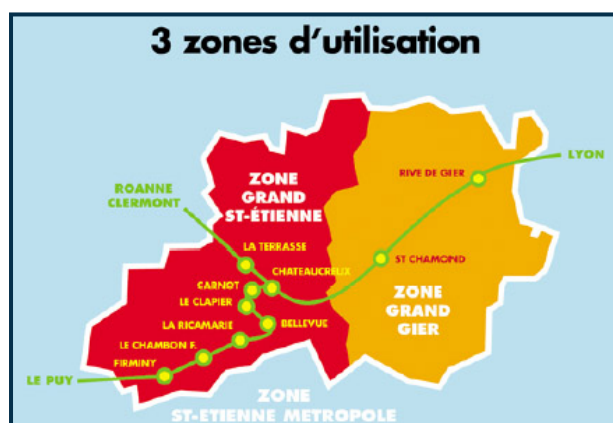 3 zones d'utilisation
LYON
RIVE DE GIER
ROANNE
CLERMONT
ZONE
GRAND
ST-ÉTIENNE
LA TERRASSE
ST CHAMOND
CHATEAUCREUX
CARNOT
LE CLAPIER
ZONE
GRAND
GIER
LA RICAMARIE
BELLEVUE
LE CHAMBON F.
FIRMINY
LE PUY
ZONE
ST-ETIENNE METROPOLE